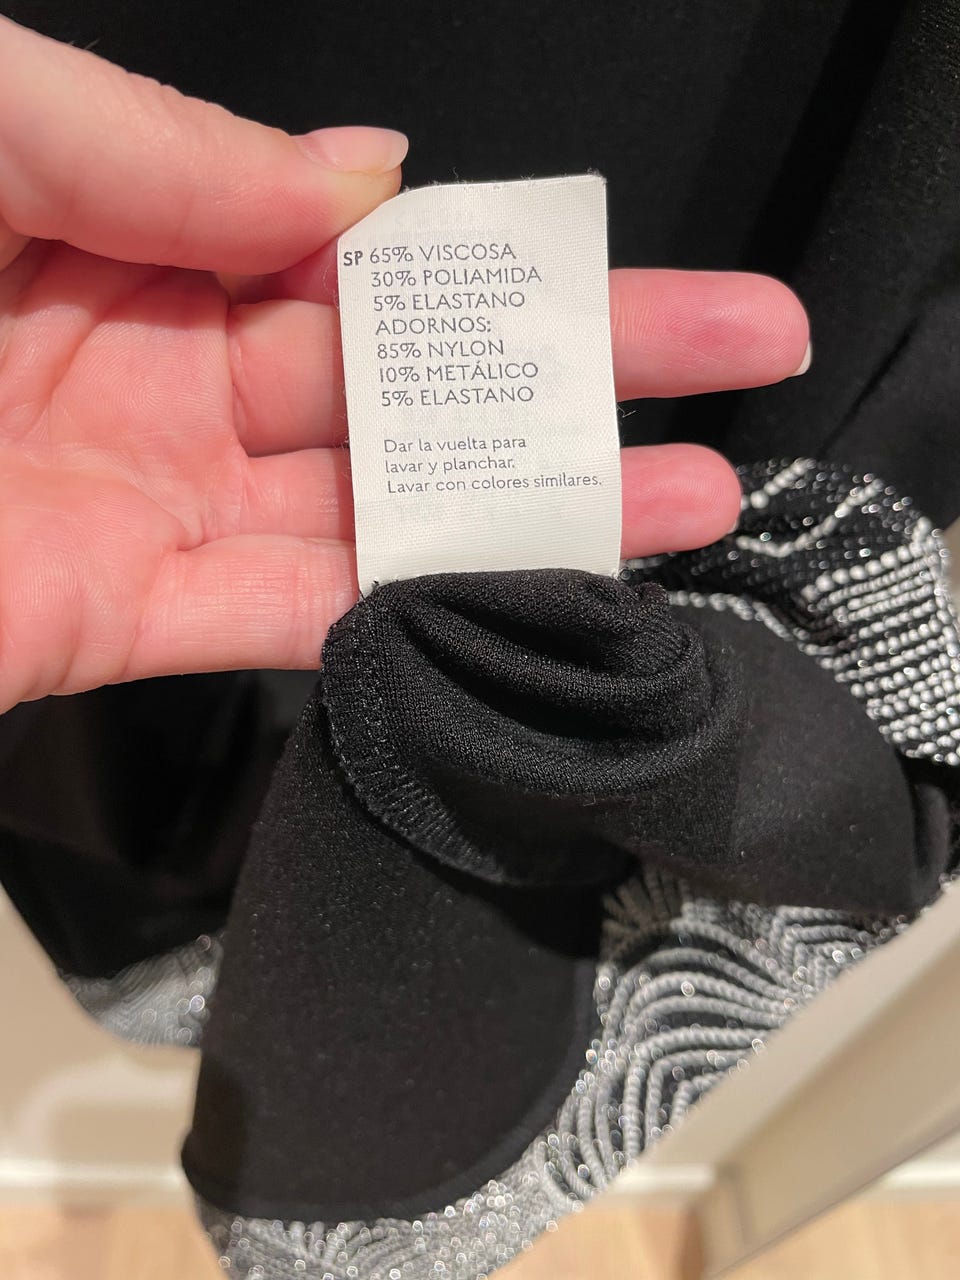 SP 65% VISCOSA
30% POLIAMIDA
5% ELASTANO
ADORNOS:
85% NYLON
10% METÁLICO
5% ELASTANO
Dar la vuelta para
lavar y planchar.
Lavar con colores similares.